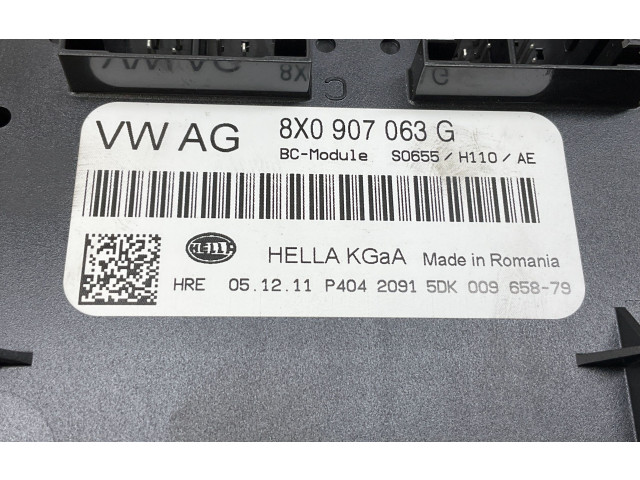 VW AG 8X0 907 063 G
BC-Module S0655 / H110 / AE
HELLA HELLA KGaA Made in Romania
HRE 05.12.11 P404 2091 5DK 009 658-79